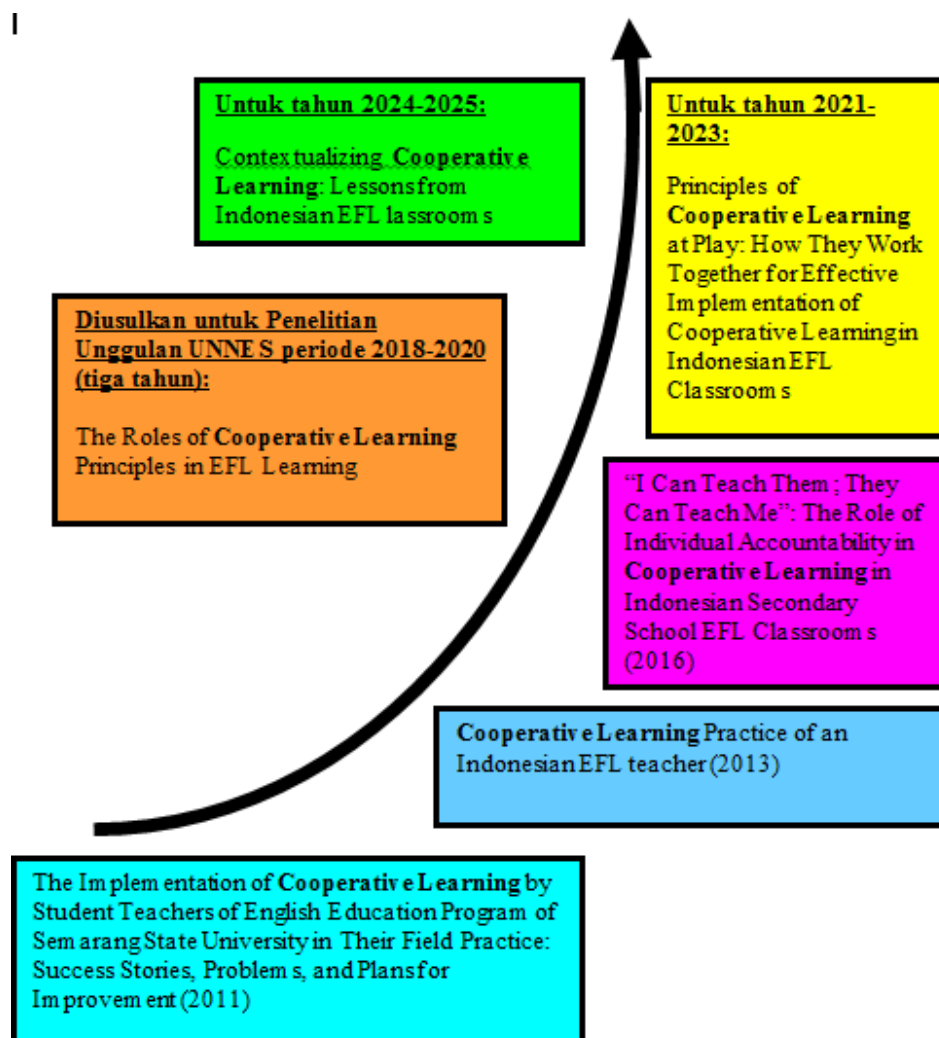 I
Untuk tahun 2024-2025:
Contextualizing Cooperative
Learning: Lessons from
Indonesian EFL lassrooms
Untuk tahun 2021-
2023:
Principles of
Cooperative Learning
at Play: How They Work
Together for Effective
Implementation of
Cooperative Learning in
Indonesian EFL
Classrooms
Diusulkan untuk Penelitian
Unggulan UNNES periode 2018-2020
(tiga tahun):
The Roles of Cooperative Learning
Principles in EFL Learning
“I Can Teach Them; They
Can Teach Me”: The Role of
Individual Accountability in
Cooperative Learning in
Indonesian Secondary
School EFL Classrooms
(2016)
Cooperative Learning Practice of an
Indonesian EFL teacher (2013)
The Implementation of Cooperative Learning by
Student Teachers of English Education Program of
Semarang State University in Their Field Practice:
Success Stories, Problems, and Plans for
Improvement (2011)